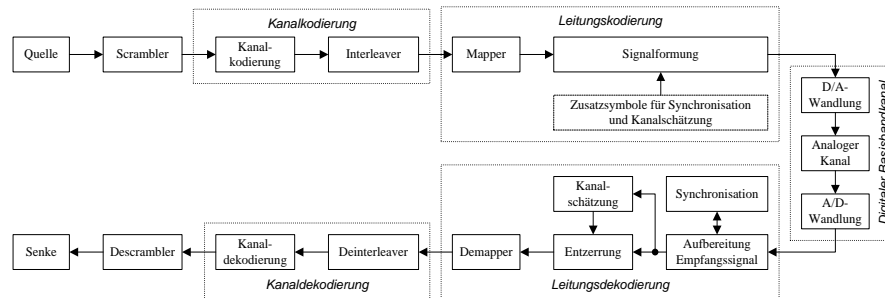 Kanalkodierung
Leitungskodierung
Quelle
Scrambler
Kanal-
kodierung
Interleaver
Mapper
Signalformung
Zusatzsymbole für Synchronisation
und Kanalschätzung
D/A-
Wandlung
Analoger
Kanal
A/D-
Wandlung
Digitaler Basisbandkanal
Kanal-
schätzung
Synchronisation
Senke
Descrambler
Kanal-
dekodierung
Deinterleaver
Demapper
Entzerrung
Aufbereitung
Empfangssignal
Kanaldekodierung
Leitungsdekodierung